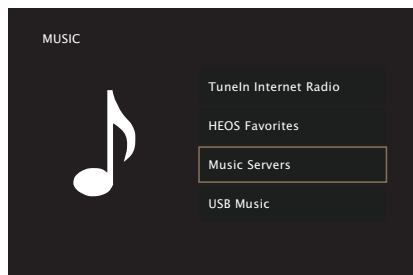 MUSIC
TuneIn Internet Radio
HEOS Favorites
Music Servers
USB Music